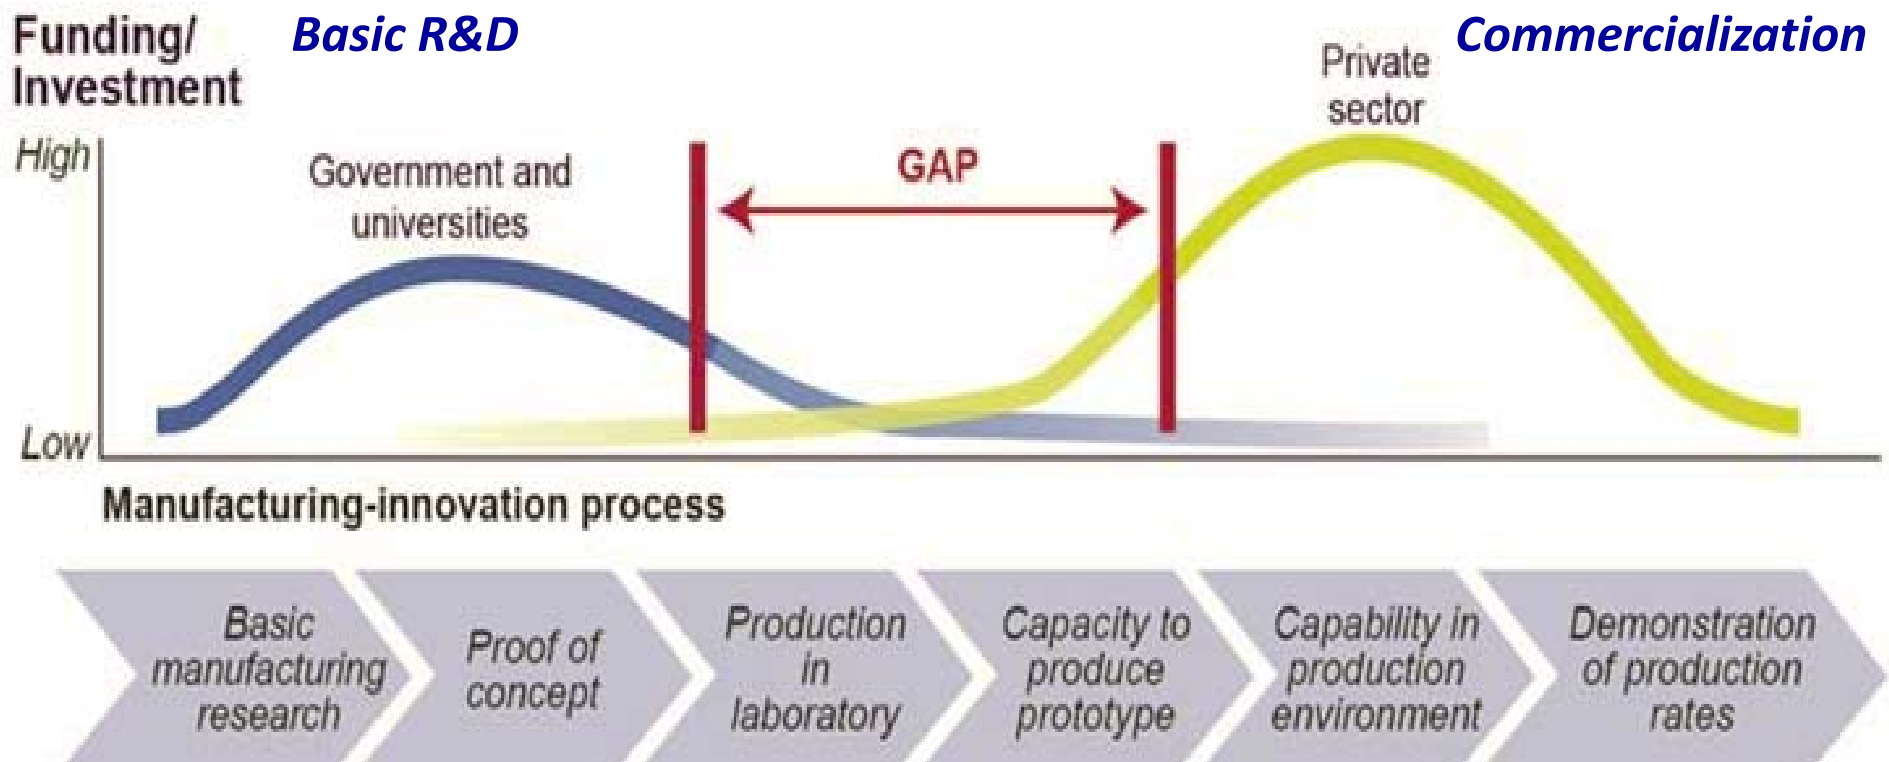 Funding/
Investment
Basic R&D
Commercialization
Private
sector
High
Government and
universities
GAP
Low
Manufacturing-innovation process
Basic
manufacturing
research
Proof of
concept
Production
in
laboratory
Capacity to
produce
prototype
Capability in
production
environment
Demonstration
of production
rates